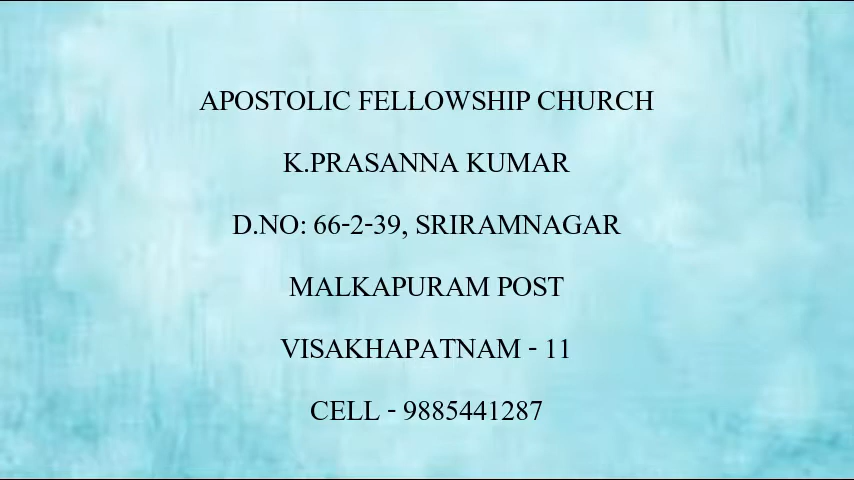 APOSTOLIC FELLOWSHIP CHURCH
K.PRASANNA KUMAR
D.NO: 66-2-39, SRIRAMNAGAR
MALKAPURAM POST
VISAKHAPATNAM - 11
CELL - 9885441287